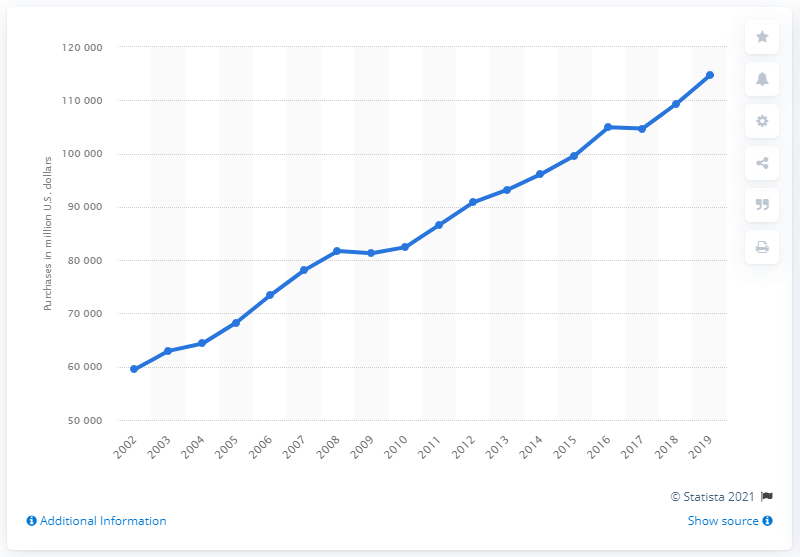 120 000
110 000
100 000
90 000
80 000
70 000
60 000
50 000
Purchases in million U.S. dollars
2002 2003 2004 2005 2006 2007 2008 2009 2010 2011 2012 2013 2014 2015 2016 2017 2018 2019
© Statista 2021
Additional Information
Show source